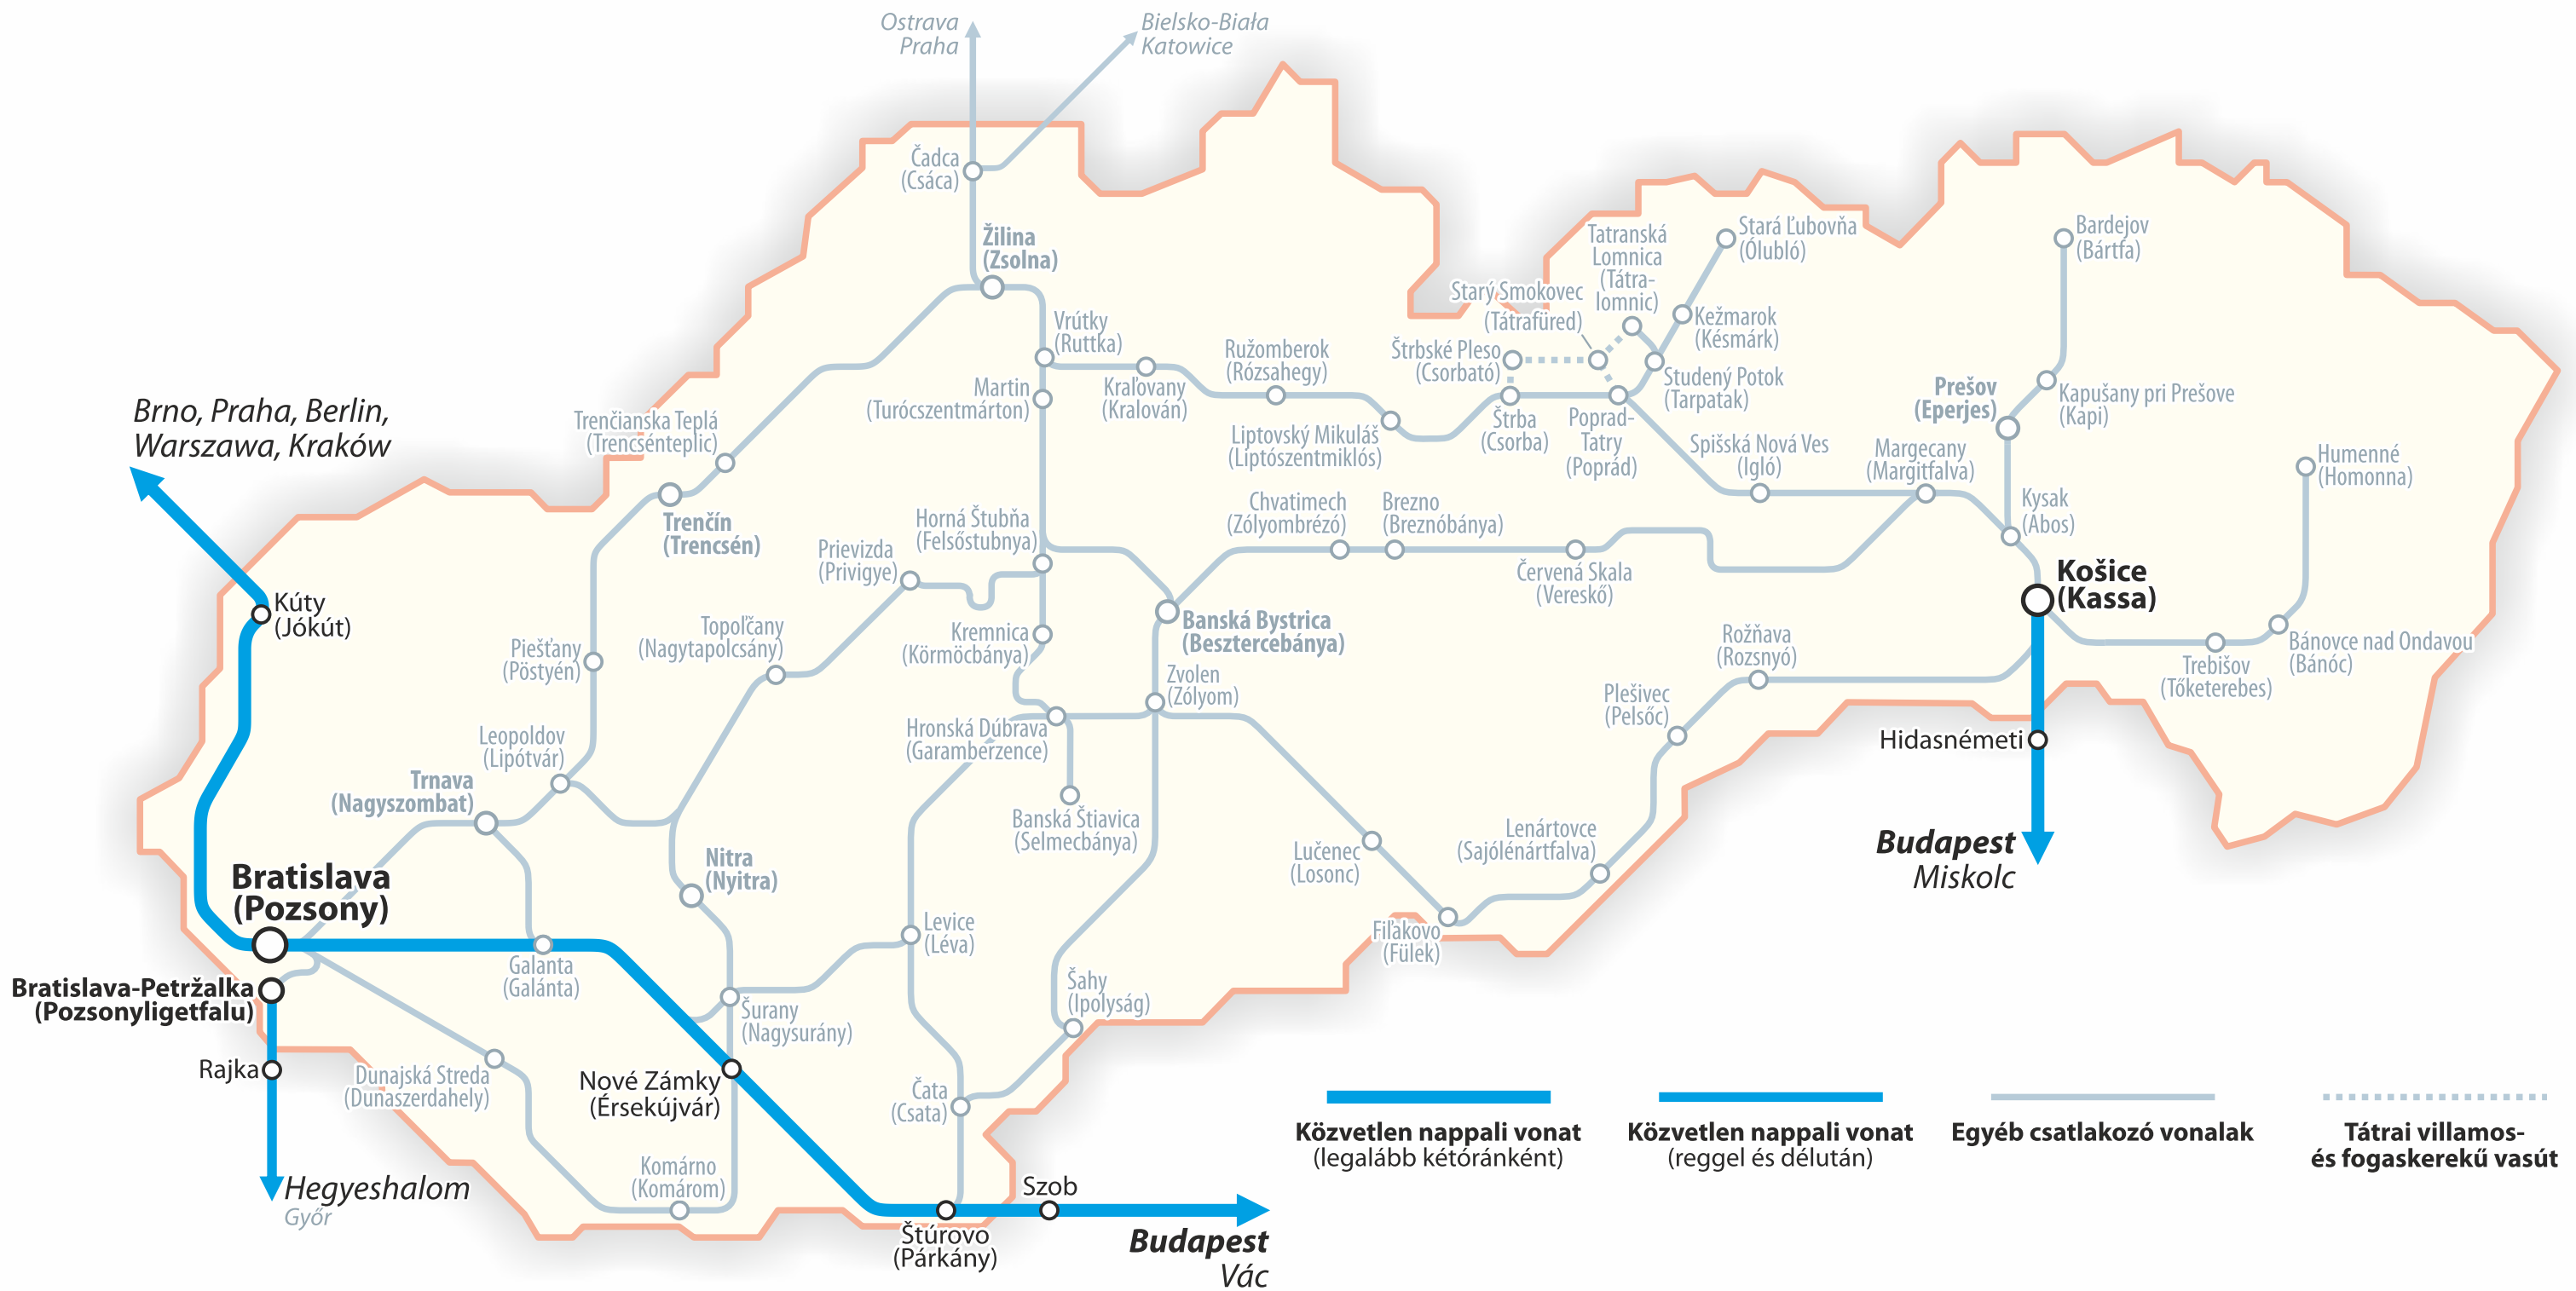 Ostrava
Praha
Bielsko-Biała
Katowice
Čadca
(Csáca)
Žilina
(Zsolna)
Vrútky
(Ruttka)
Martin
(Turócszentmárton)
Kraľovany
(Kralován)
Ružomberok
(Rózsahegy)
Liptovský Mikuláš
(Liptószentmiklós)
Štrbské Pleso
(Csorbató)
Štrba
(Csorba)
Starý Smokovec
(Tátrafüred)
Tatranská
Lomnica
(Tátra-
lomnic)
Stará Ľubovňa
(Ólubló)
Kežmarok
(Késmárk)
Studený Potok
(Tarpatak)
Poprad-
Tatry
(Poprád)
Spišská Nová Ves
(Igló)
Margecany
(Margitfalva)
Bardejov
(Bártfa)
Kapušany pri Prešove
(Kapi)
Prešov
(Eperjes)
Kysak
(Abos)
Humenné
(Homonna)
Košice
(Kassa)
Trebišov
(Tőketerebes)
Bánovce nad Ondavou
(Bánóc)
Brno, Praha, Berlin,
Warszawa, Kraków
Trenčianska Teplá
(Trencsénteplic)
Trenčín
(Trencsén)
Horná Štubňa
(Felsőstubnya)
Prievidza
(Privigye)
Chvatimech
(Zólyombrézó)
Brezno
(Breznóbánya)
Červená Skala
(Vereskő)
Kúty
(Jókút)
Piešťany
(Pöstyén)
Topoľčany
(Nagytapolcsány)
Kremnica
(Körmöcbánya)
Banská Bystrica
(Besztercebánya)
Zvolen
(Zólyom)
Rožňava
(Rozsnyó)
Plešivec
(Pelsőc)
Hidasnémeti
Leopoldov
(Lipótvár)
Trnava
(Nagyszombat)
Hronská Dúbrava
(Garamberzence)
Banská Štiavica
(Selmecbánya)
Lučenec
(Losonc)
Lenártovce
(Sajólénártfalva)
Budapest
Miskolc
Bratislava
(Pozsony)
Nitra
(Nyitra)
Levice
(Léva)
Fiľakovo
(Fülek)
Galanta
(Galánta)
Bratislava-Petržalka
(Pozsonyligetfalu)
Šurany
(Nagysurány)
Šahy
(Ipolyság)
Rajka
Dunajská Streda
(Dunaszerdahely)
Nové Zámky
(Érsekújvár)
Čata
(Csata)
Hegyeshalom
Győr
Komárno
(Komárom)
Štúrovo
(Párkány)
Szob
Budapest
Vác
Közvetlen nappali vonat
(legalább kétóránként)
Közvetlen nappali vonat
(reggel és délután)
Egyéb csatlakozó vonalak
Tátrai villamos-
és fogaskerekű vasút